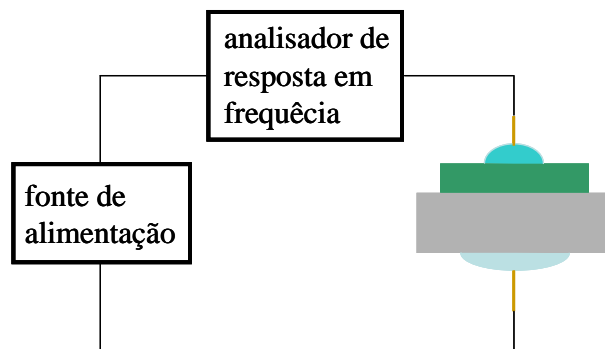 analisador de
resposta em
frequêcia
fonte de
alimentação